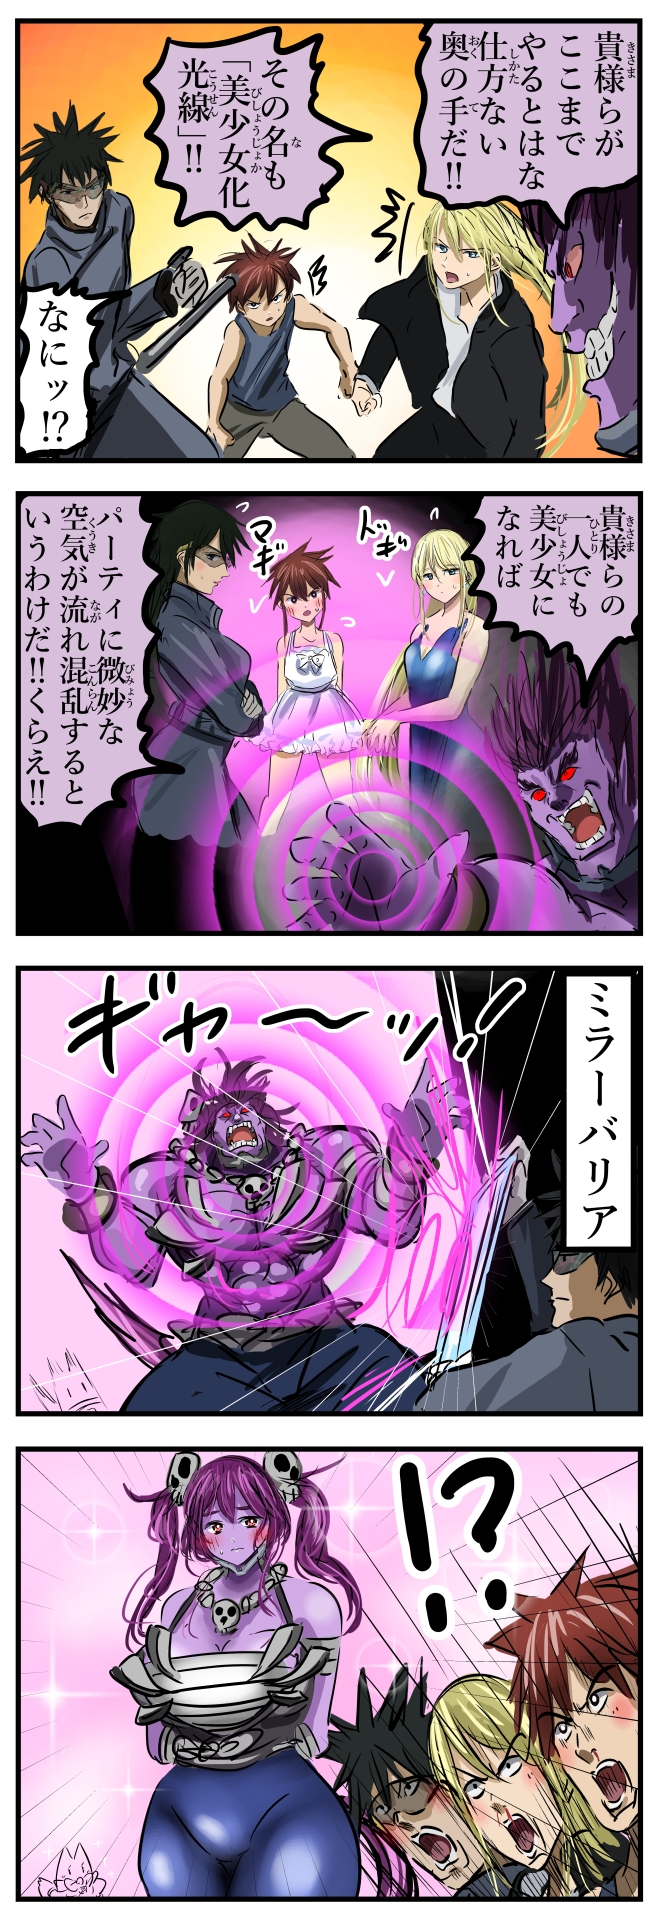 貴様らが
ここまで
やるとはな
仕方ない
奥の手だ!!
その名も
「美少女化
光線」!!
なにッ!?
貴様らの
一人でも
美少女に
なれば
ドギ
マギ
パーティに微妙な
空気が流れ混乱すると
いうわけだ!!くらえ!!
ミラーバリア
ギャ〜ッ!
!?